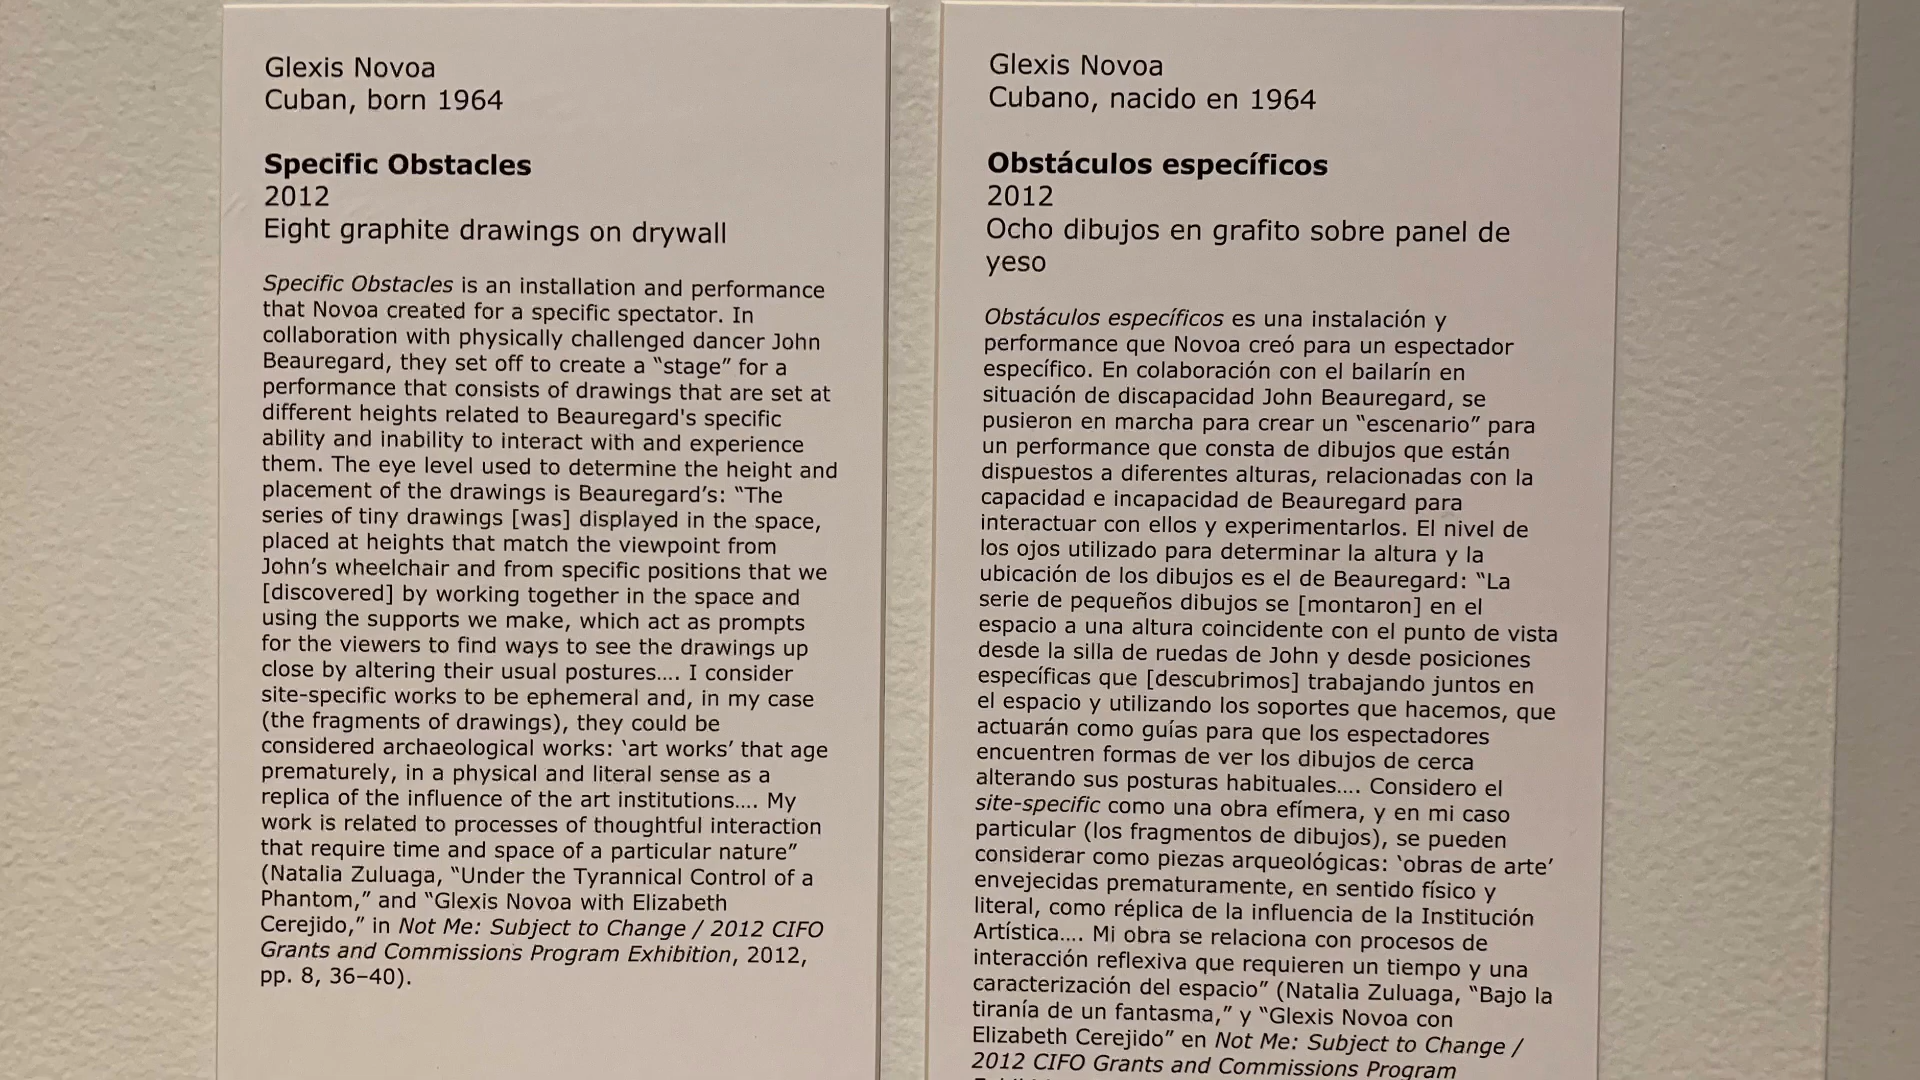 Glexis Novoa
Cuban, born 1964
Specific Obstacles
2012
Eight graphite drawings on drywall
Specific Obstacles is an installation and performance
that Novoa created for a specific spectator. In
collaboration with physically challenged dancer John
Beauregard, they set off to create a “stage” for a
performance that consists of drawings that are set at
different heights related to Beauregard's specific
ability and inability to interact with and experience
them. The eye level used to determine the height and
placement of the drawings is Beauregard’s: “The
series of tiny drawings [was] displayed in the space,
placed at heights that match the viewpoint from
John’s wheelchair and from specific positions that we
[discovered] by working together in the space and
using the supports we make, which act as prompts
for the viewers to find ways to see the drawings up
close by altering their usual postures.... I consider
site-specific works to be ephemeral and, in my case
(the fragments of drawings), they could be
considered archaeological works: ‘art works’ that age
prematurely, in a physical and literal sense as a
replica of the influence of the art institutions.... My
work is related to processes of thoughtful interaction
that require time and space of a particular nature”
(Natalia Zuluaga, “Under the Tyrannical Control of a
Phantom,” and “Glexis Novoa with Elizabeth
Cerejido,” in Not Me: Subject to Change / 2012 CIFO
Grants and Commissions Program Exhibition, 2012,
pp. 8, 36–40).
Glexis Novoa
Cubano, nacido en 1964
Obstáculos específicos
2012
Ocho dibujos en grafito sobre panel de
yeso
Obstáculos específicos es una instalación y
performance que Novoa creó para un espectador
específico. En colaboración con el bailarín en
situación de discapacidad John Beauregard, se
pusieron en marcha para crear un “escenario” para
un performance que consta de dibujos que están
dispuestos a diferentes alturas, relacionadas con la
capacidad e incapacidad de Beauregard para
interactuar con ellos y experimentarlos. El nivel de
los ojos utilizado para determinar la altura y la
ubicación de los dibujos es el de Beauregard: “La
serie de pequeños dibujos se [montaron] en el
espacio a una altura coincidente con el punto de vista
desde la silla de ruedas de John y desde posiciones
específicas que [descubrimos] trabajando juntos en
el espacio y utilizando los soportes que hacemos, que
actuarán como guías para que los espectadores
encuentren formas de ver los dibujos de cerca
alterando sus posturas habituales.... Considero el
site-specific como una obra efímera, y en mi caso
particular (los fragmentos de dibujos), se pueden
considerar como piezas arqueológicas: ‘obras de arte’
envejecidas prematuramente, en sentido físico y
literal, como réplica de la influencia de la Institución
Artística.... Mi obra se relaciona con procesos de
interacción reflexiva que requieren un tiempo y una
caracterización del espacio” (Natalia Zuluaga, “Bajo la
tiranía de un fantasma,” y “Glexis Novoa con
Elizabeth Cerejido” en Not Me: Subject to Change /
2012 CIFO Grants and Commissions Program